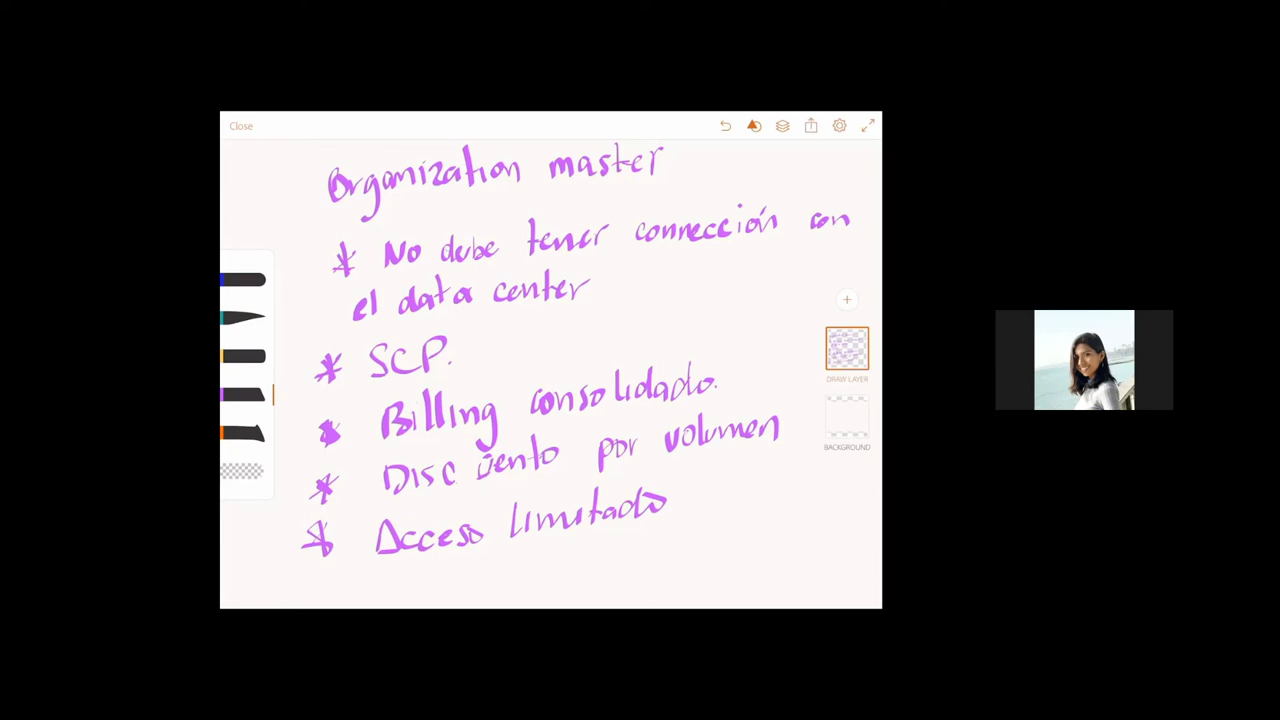 Close
Organization master
* No debe tener connección con
el data center
* SCP.
* Billing consolidado.
* Discuento por volumen
* Acceso limitado
DRAW LAYER
BACKGROUND